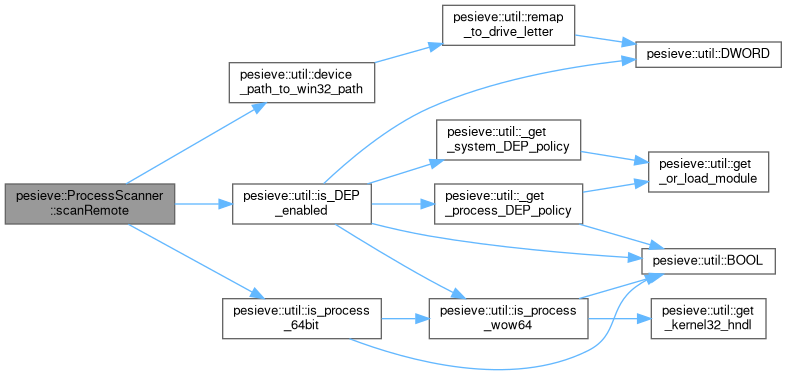 pesieve::util::remap
_to_drive_letter
pesieve::util::DWORD
pesieve::util::device
_path_to_win32_path
pesieve::util::_get
_system_DEP_policy
pesieve::util::get
_or_load_module
pesieve::ProcessScanner
::scanRemote
pesieve::util::is_DEP
_enabled
pesieve::util::_get
_process_DEP_policy
pesieve::util::BOOL
pesieve::util::is_process
_64bit
pesieve::util::is_process
_wow64
pesieve::util::get
_kernel32_hndl